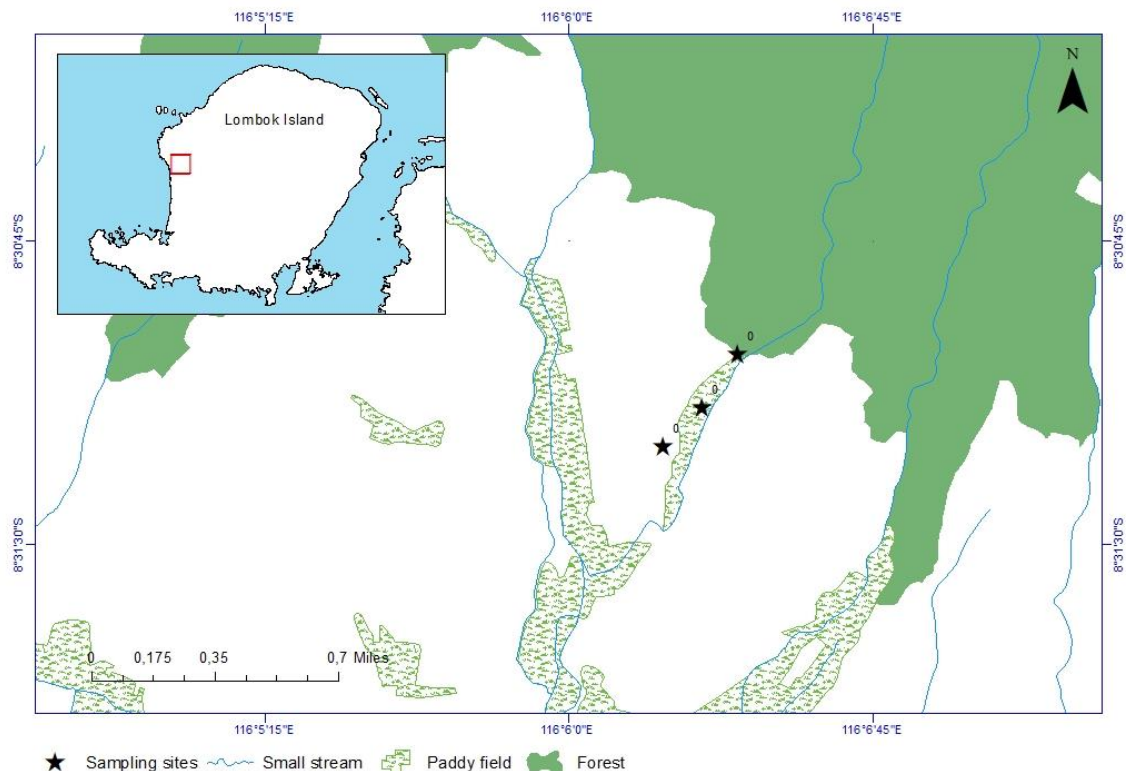 116°5'15"E 116°6'0"E 116°6'45"E
N
Lombok Island
8°30'45"S 8°30'45"S
0
0
0
8°31'30"S 8°31'30"S
0 0,175 0,35 0,7 Miles
116°5'15"E 116°6'0"E 116°6'45"E
Sampling sites Small stream Paddy field Forest